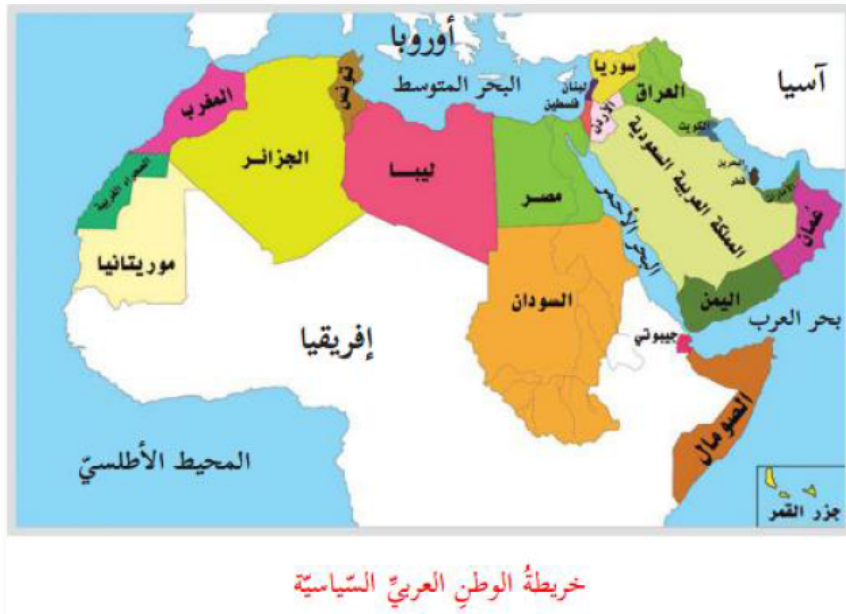 أوروبا
آسيا
البحر المتوسط
تونس
سوريا
لبنان
فلسطين
العراق
الأردن
الكويت
المغرب
الجزائر
ليبيا
مصر
المملكة العربية السعودية
البحرين
قطر
الإمارات
عُمان
الصحراء الغربية
موريتانيا
البحر الأحمر
السودان
اليمن
بحر العرب
جيبوتي
إفريقيا
الصومال
المحيط الأطلسيّ
جزر القمر
خريطةُ الوطنِ العربيِّ السّياسيّة